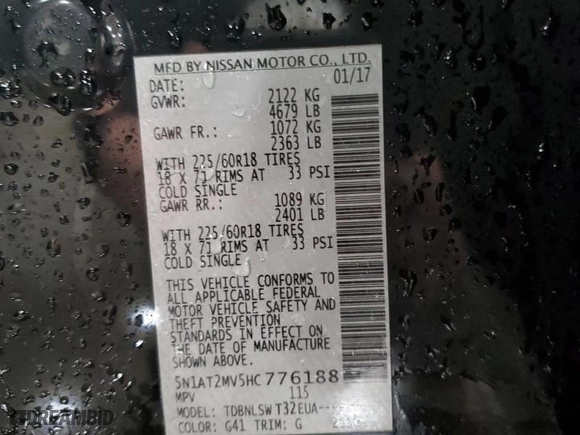 MFD BY NISSAN MOTOR CO., LTD.
DATE: 01/17
GVWR: 2122 KG
4679 LB
GAWR FR.: 1072 KG
2363 LB
WITH 225/60R18 TIRES
18 X 7J RIMS AT 33 PSI
COLD SINGLE
GAWR RR.: 1089 KG
2401 LB
WITH 225/60R18 TIRES
18 X 7J RIMS AT 33 PSI
COLD SINGLE
THIS VEHICLE CONFORMS TO
ALL APPLICABLE FEDERAL
MOTOR VEHICLE SAFETY AND
THEFT PREVENTION
STANDARDS IN EFFECT ON
THE DATE OF MANUFACTURE
SHOWN ABOVE.
5N1AT2MV5HC776188
MPV 115
MODEL: TDBNLSWT32EUA---
COLOR: G41 TRIM: G
DREAMBID